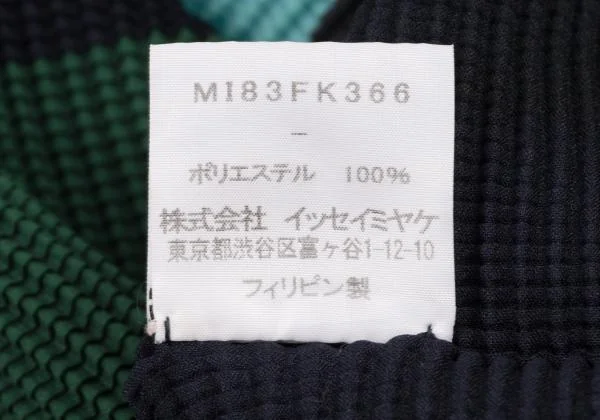 MI83FK366
—
ポリエステル 100%
株式会社 イッセイミヤケ
東京都渋谷区富ヶ谷1-12-10
フィリピン製